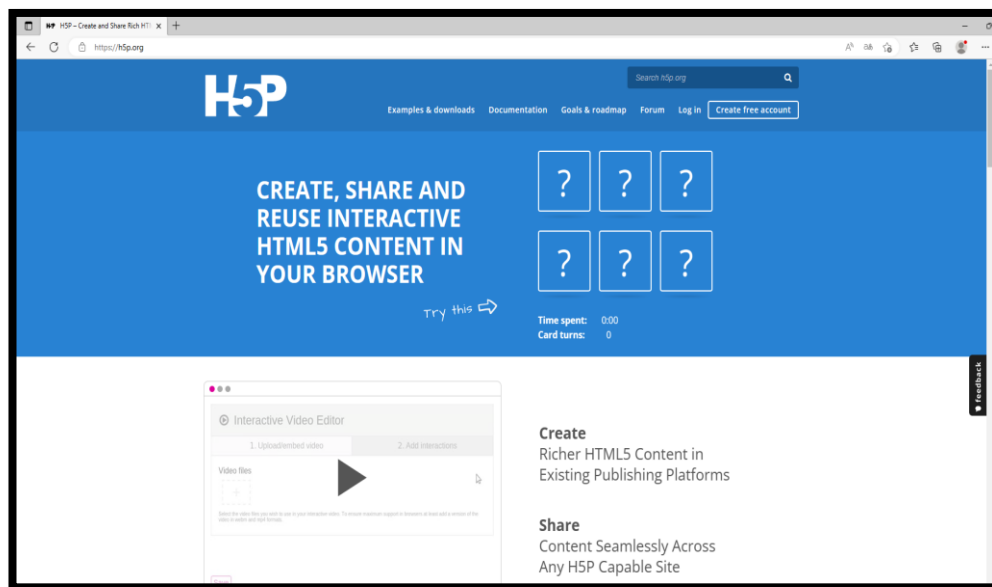 H5P – Create and Share Rich HT
https://h5p.org
H5P
Search h5p.org
Examples & downloads Documentation Goals & roadmap Forum Log in Create free account
CREATE, SHARE AND
REUSE INTERACTIVE
HTML5 CONTENT IN
YOUR BROWSER
Try this
? ? ?
? ? ?
Time spent: 0:00
Card turns: 0
feedback
Interactive Video Editor
1. Upload/embed video 2. Add interactions
Video files
Create
Richer HTML5 Content in
Existing Publishing Platforms
Share
Content Seamlessly Across
Any H5P Capable Site